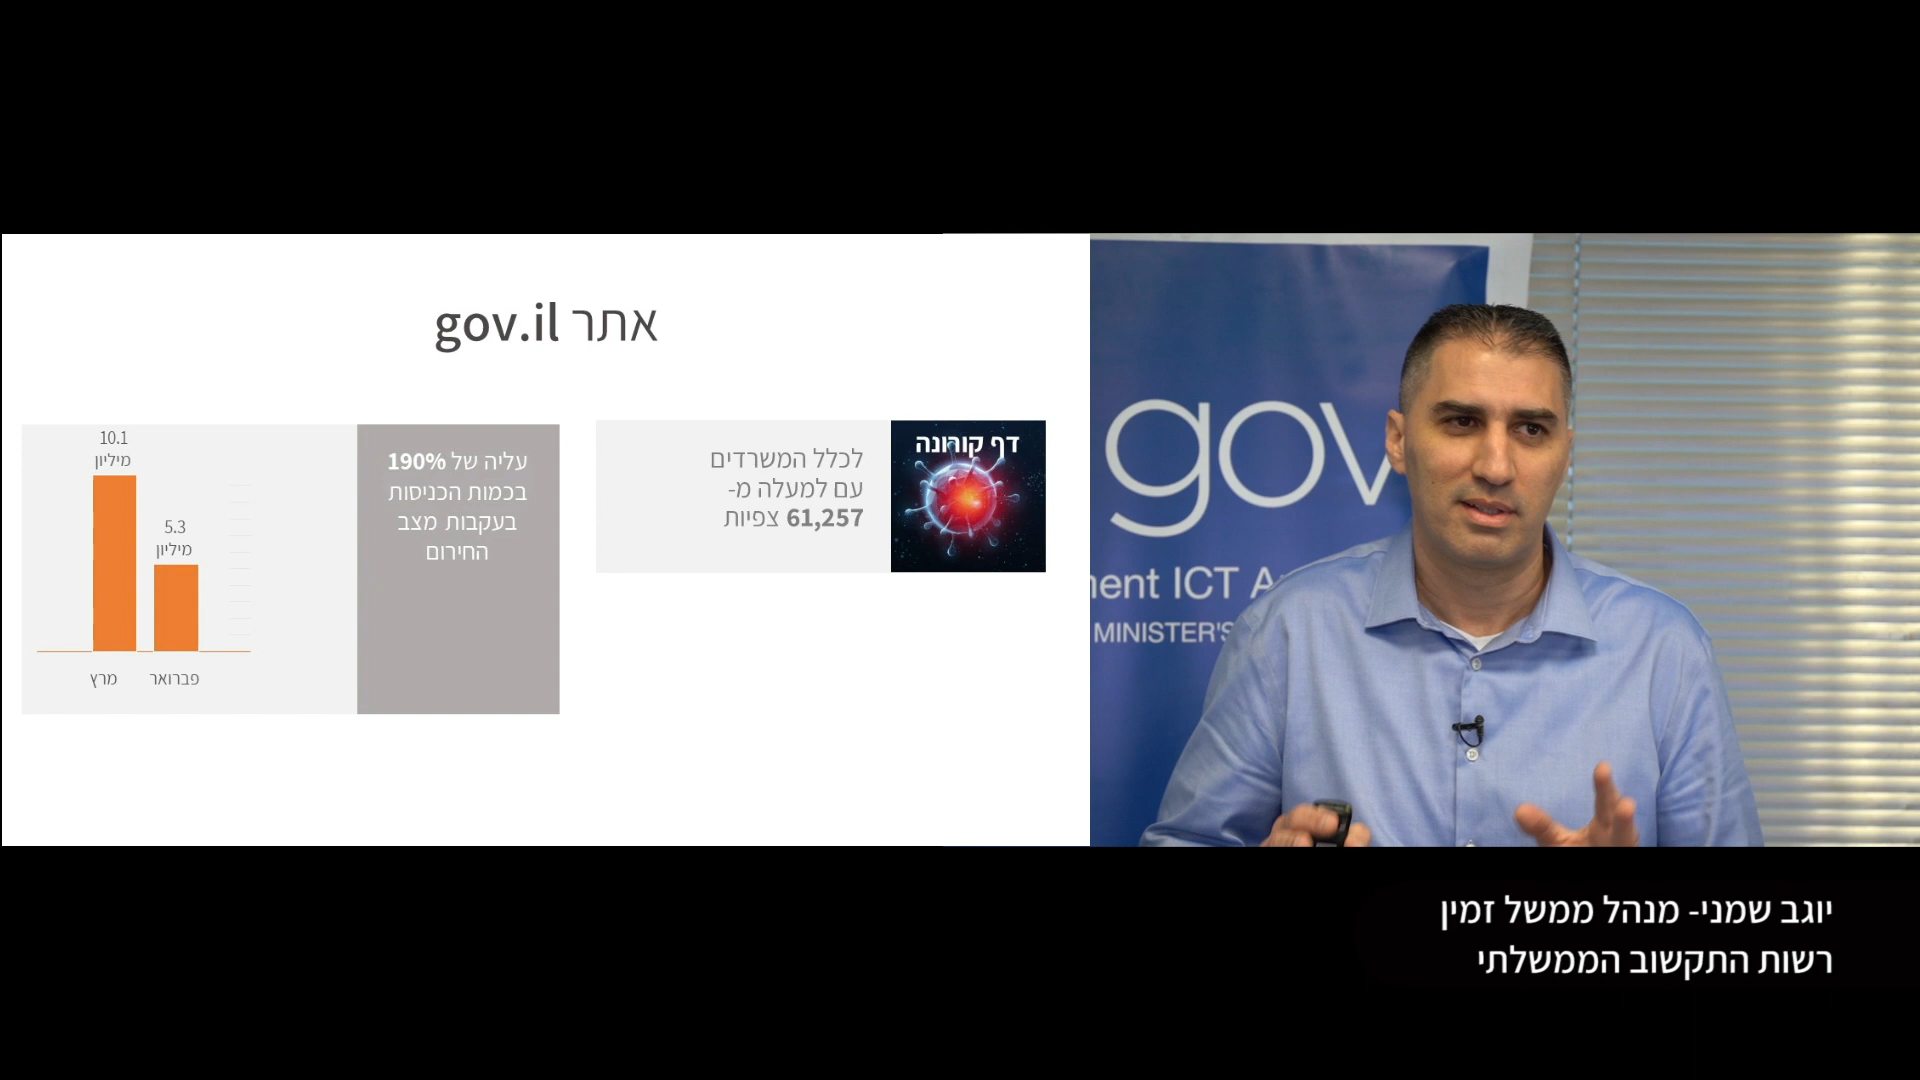 אתר gov.il
דף קורונה
לכלל המשרדים
עם למעלה מ-
61,257 צפיות
עליה של 190%
בכמות הכניסות
בעקבות מצב
החירום
10.1
מיליון
5.3
מיליון
מרץ
פברואר
gov
ment ICT A
MINISTER'S
יוגב שמני- מנהל ממשל זמין
רשות התקשוב הממשלתי